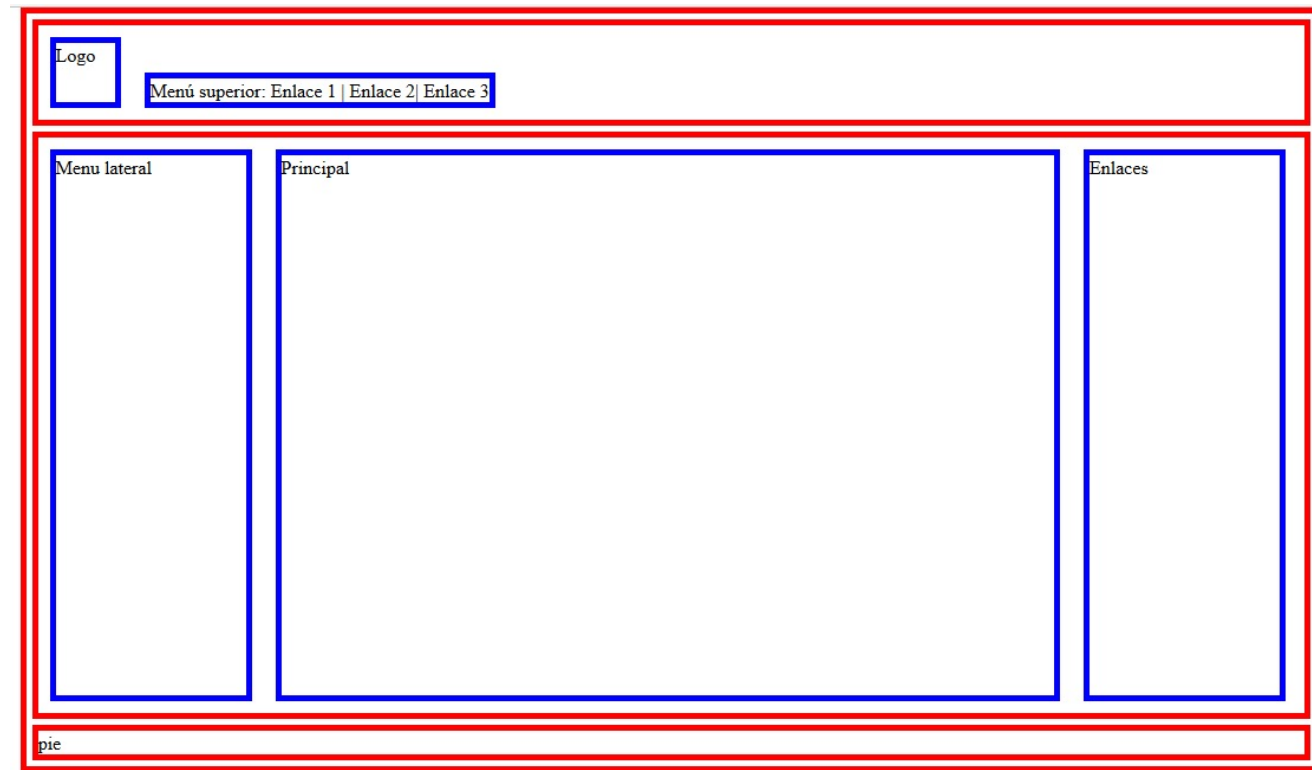 Logo
Menú superior: Enlace 1 | Enlace 2| Enlace 3
Menu lateral
Principal
Enlaces
pie